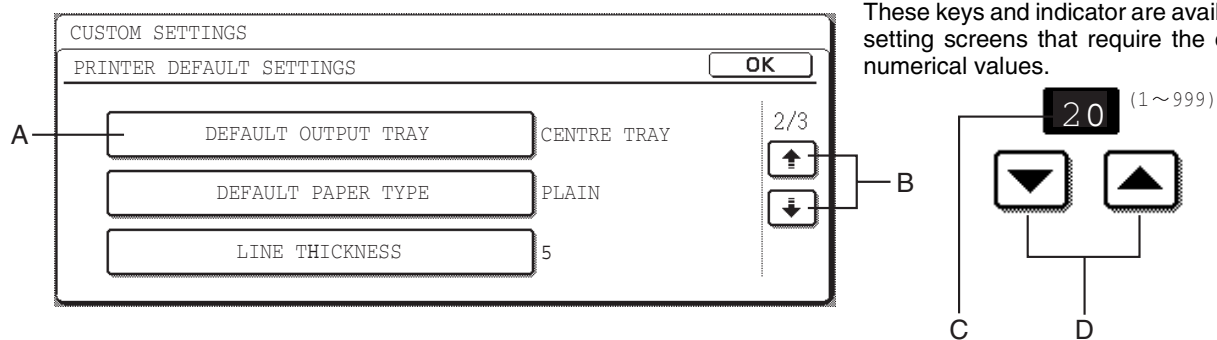 CUSTOM SETTINGS
PRINTER DEFAULT SETTINGS
OK
A
DEFAULT OUTPUT TRAY
CENTRE TRAY
DEFAULT PAPER TYPE
PLAIN
LINE THICKNESS
5
2/3
B
These keys and indicator are
setting screens that require the
numerical values.
20
(1～999)
C
D